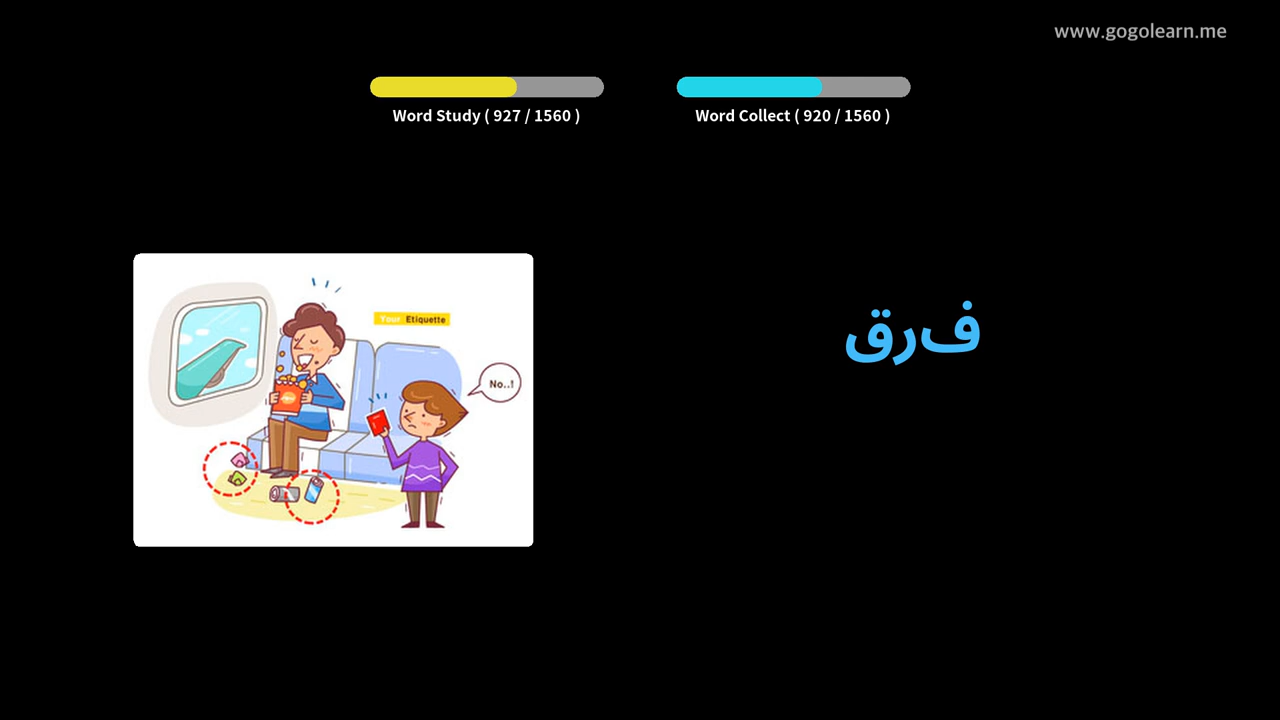 www.gogolearn.me
Word Study ( 927 / 1560 )
Word Collect ( 920 / 1560 )
Your Etiquette
No..!
فرق